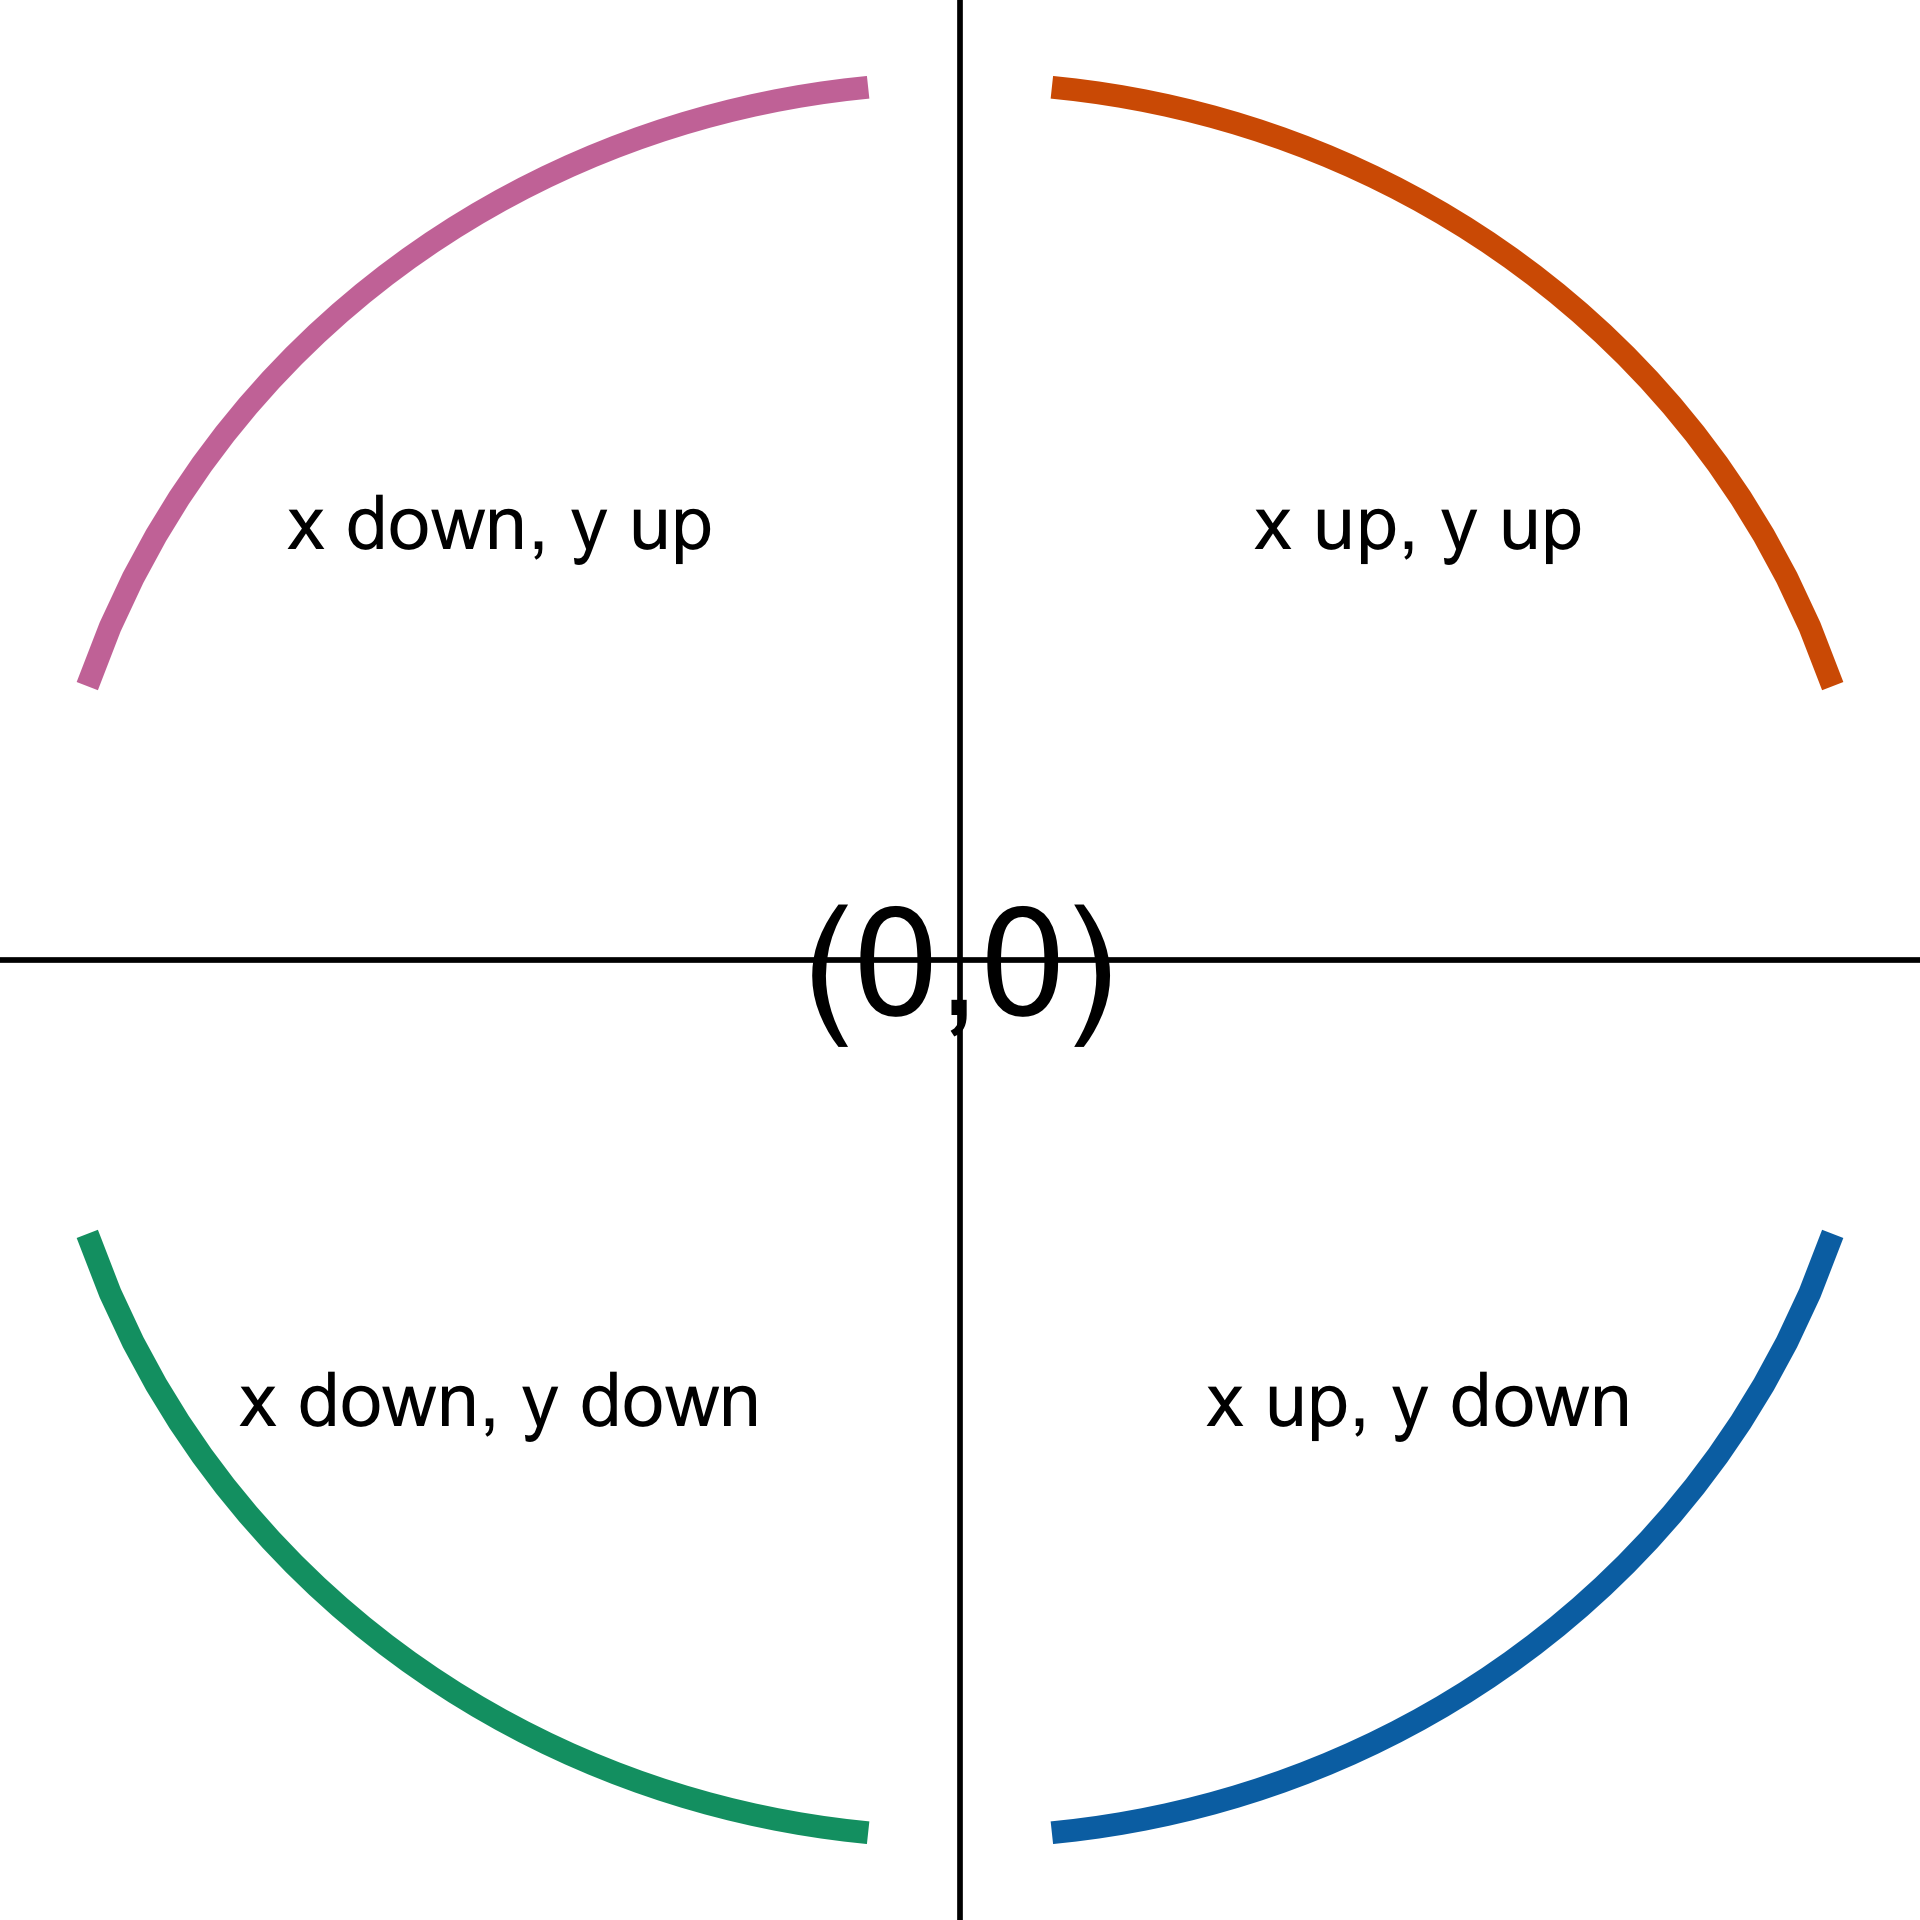 x down, y up
x up, y up
(0,0)
x down, y down
x up, y down